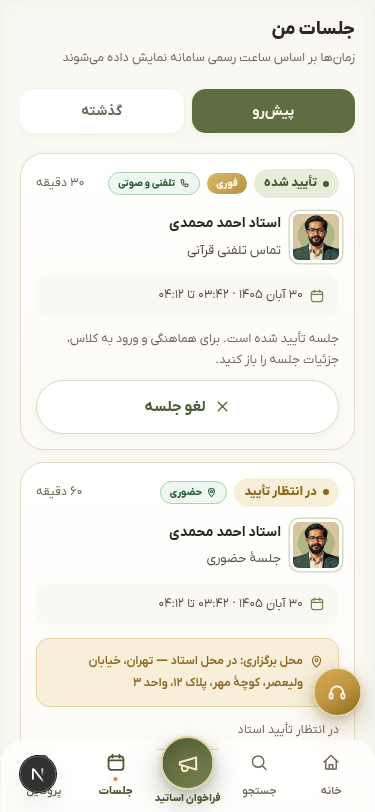 جلسات من
زمان‌ها بر اساس ساعت رسمی سامانه نمایش داده می‌شوند
پیش‌رو
گذشته
تأیید شده
فوری
تلفنی و صوتی
۳۰ دقیقه
استاد احمد محمدی
تماس تلفنی قرآنی
۳۰ آبان ۱۴۰۵ · ۰۳:۴۲ تا ۰۴:۱۲
جلسه تأیید شده است. برای هماهنگی و ورود به کلاس،
جزئیات جلسه را باز کنید.
لغو جلسه
در انتظار تأیید
حضوری
۶۰ دقیقه
استاد احمد محمدی
جلسهٔ حضوری
۳۰ آبان ۱۴۰۵ · ۰۳:۴۲ تا ۰۴:۱۲
محل برگزاری: در محل استاد — تهران، خیابان
ولیعصر، کوچهٔ مهر، پلاک ۱۲، واحد ۳
در انتظار تأیید استاد
خانه
جستجو
فراخوان اساتید
جلسات
N